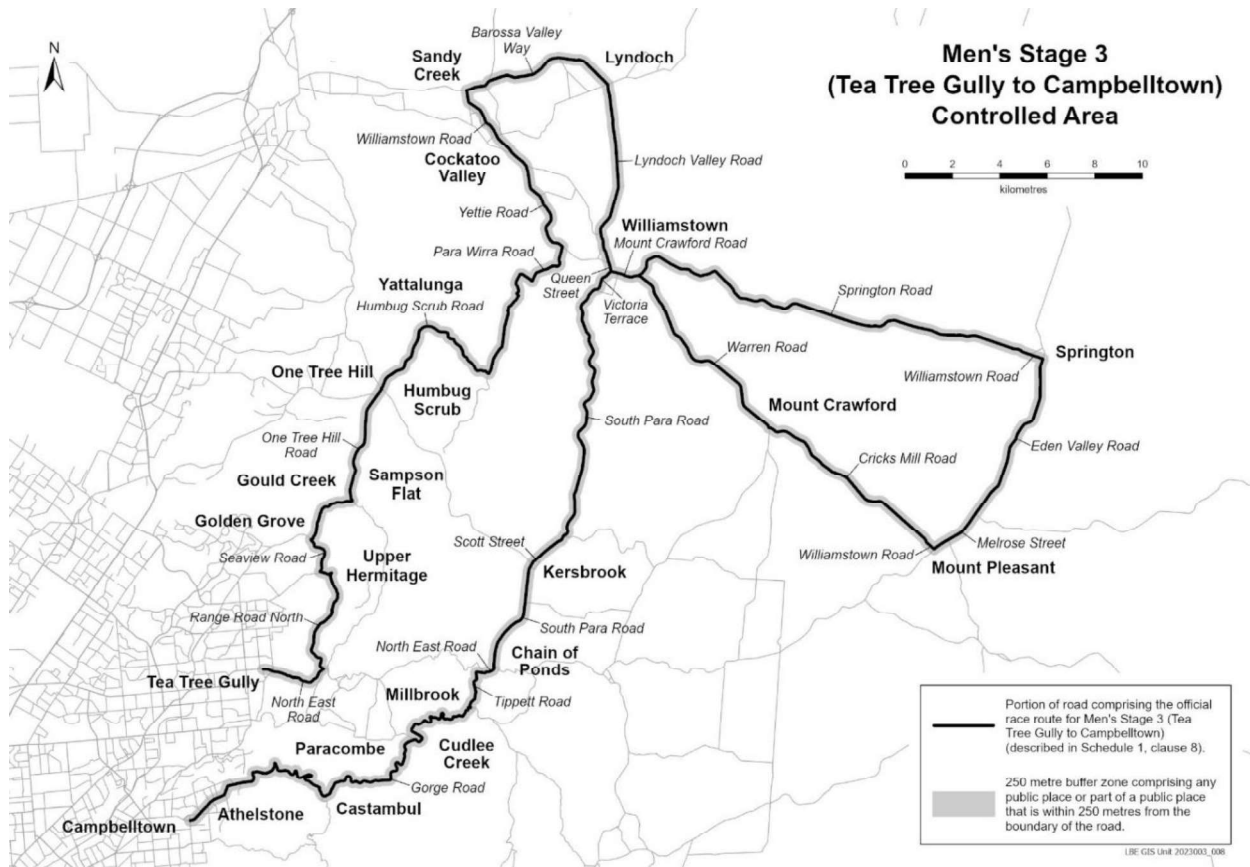 N
Barossa Valley
Way
Sandy
Creek
Lyndoch
Men's Stage 3
(Tea Tree Gully to Campbelltown)
Controlled Area
0 2 4 6 8 10
kilometres
Williamstown Road
Cockatoo
Valley
Lyndoch Valley Road
Yettie Road
Williamstown
Mount Crawford Road
Para Wirra Road
Queen
Street
Yattalunga
Humbug Scrub Road
Victoria
Terrace
Springton Road
Warren Road
Springton
Williamstown Road
One Tree Hill
Humbug
Scrub
Mount Crawford
South Para Road
One Tree Hill
Road
Eden Valley Road
Cricks Mill Road
Gould Creek
Sampson
Flat
Golden Grove
Seaview Road
Upper
Hermitage
Scott Street
Kersbrook
Williamstown Road
Melrose Street
Mount Pleasant
Range Road North
South Para Road
North East Road
Chain of
Ponds
Tea Tree Gully
North East
Road
Millbrook
Tippett Road
Paracombe
Cudlee
Creek
Gorge Road
Castambul
Athelstone
Campbelltown
Portion of road comprising the official
race route for Men's Stage 3 (Tea
Tree Gully to Campbelltown)
(described in Schedule 1, clause 8).
250 metre buffer zone comprising any
public place or part of a public place
that is within 250 metres from the
boundary of the road.
LBE GIS Unit 2023003_008